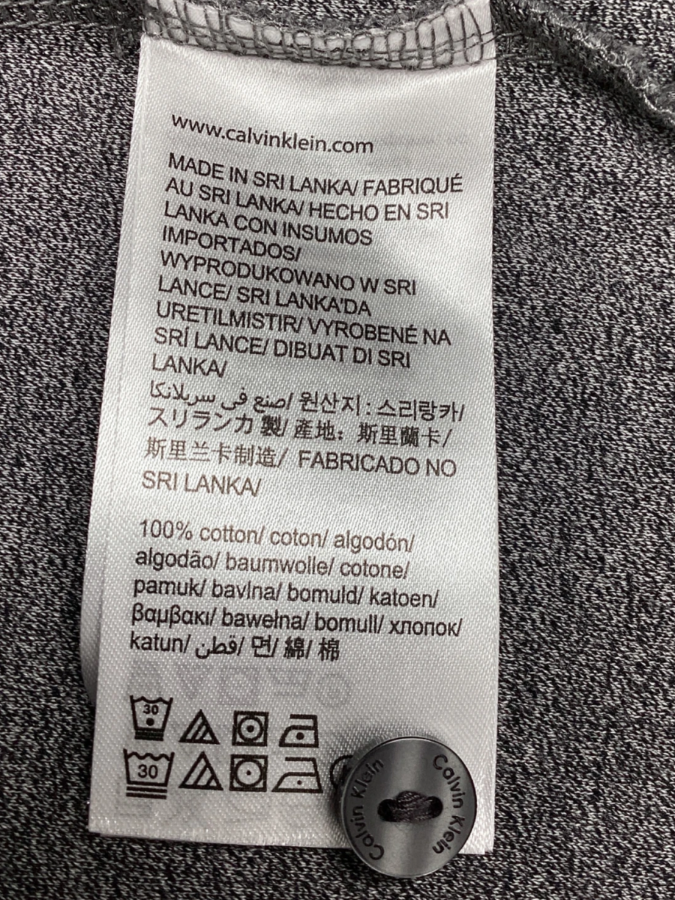 www.calvinklein.com
MADE IN SRI LANKA/ FABRIQUÉ
AU SRI LANKA/ HECHO EN SRI
LANKA CON INSUMOS
IMPORTADOS/
WYPRODUKOWANO W SRI
LANCE/ SRI LANKA'DA
URETILMISTIR/ VYROBENÉ NA
SRÍ LANCE/ DIBUAT DI SRI
LANKA/
صنع في سريلانكا/ 원산지 : 스리랑카/
スリランカ 製/ 產地： 斯里蘭卡/
斯里兰卡制造/ FABRICADO NO
SRI LANKA/
100% cotton/ coton/ algodón/
algodão/ baumwolle/ cotone/
pamuk/ bavlna/ bomuld/ katoen/
βαμβακι/ bawełna/ bomull/ хлопок/
katun/ قطن/ 면/ 綿/ 棉
30
30
Calvin Klein
Calvin Klein